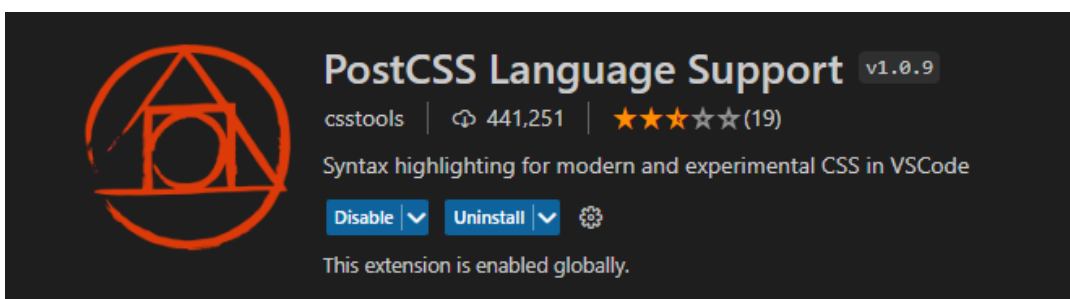 PostCSS Language Support v1.0.9
csstools 441,251 (19)
Syntax highlighting for modern and experimental CSS in VSCode
Disable Uninstall
This extension is enabled globally.